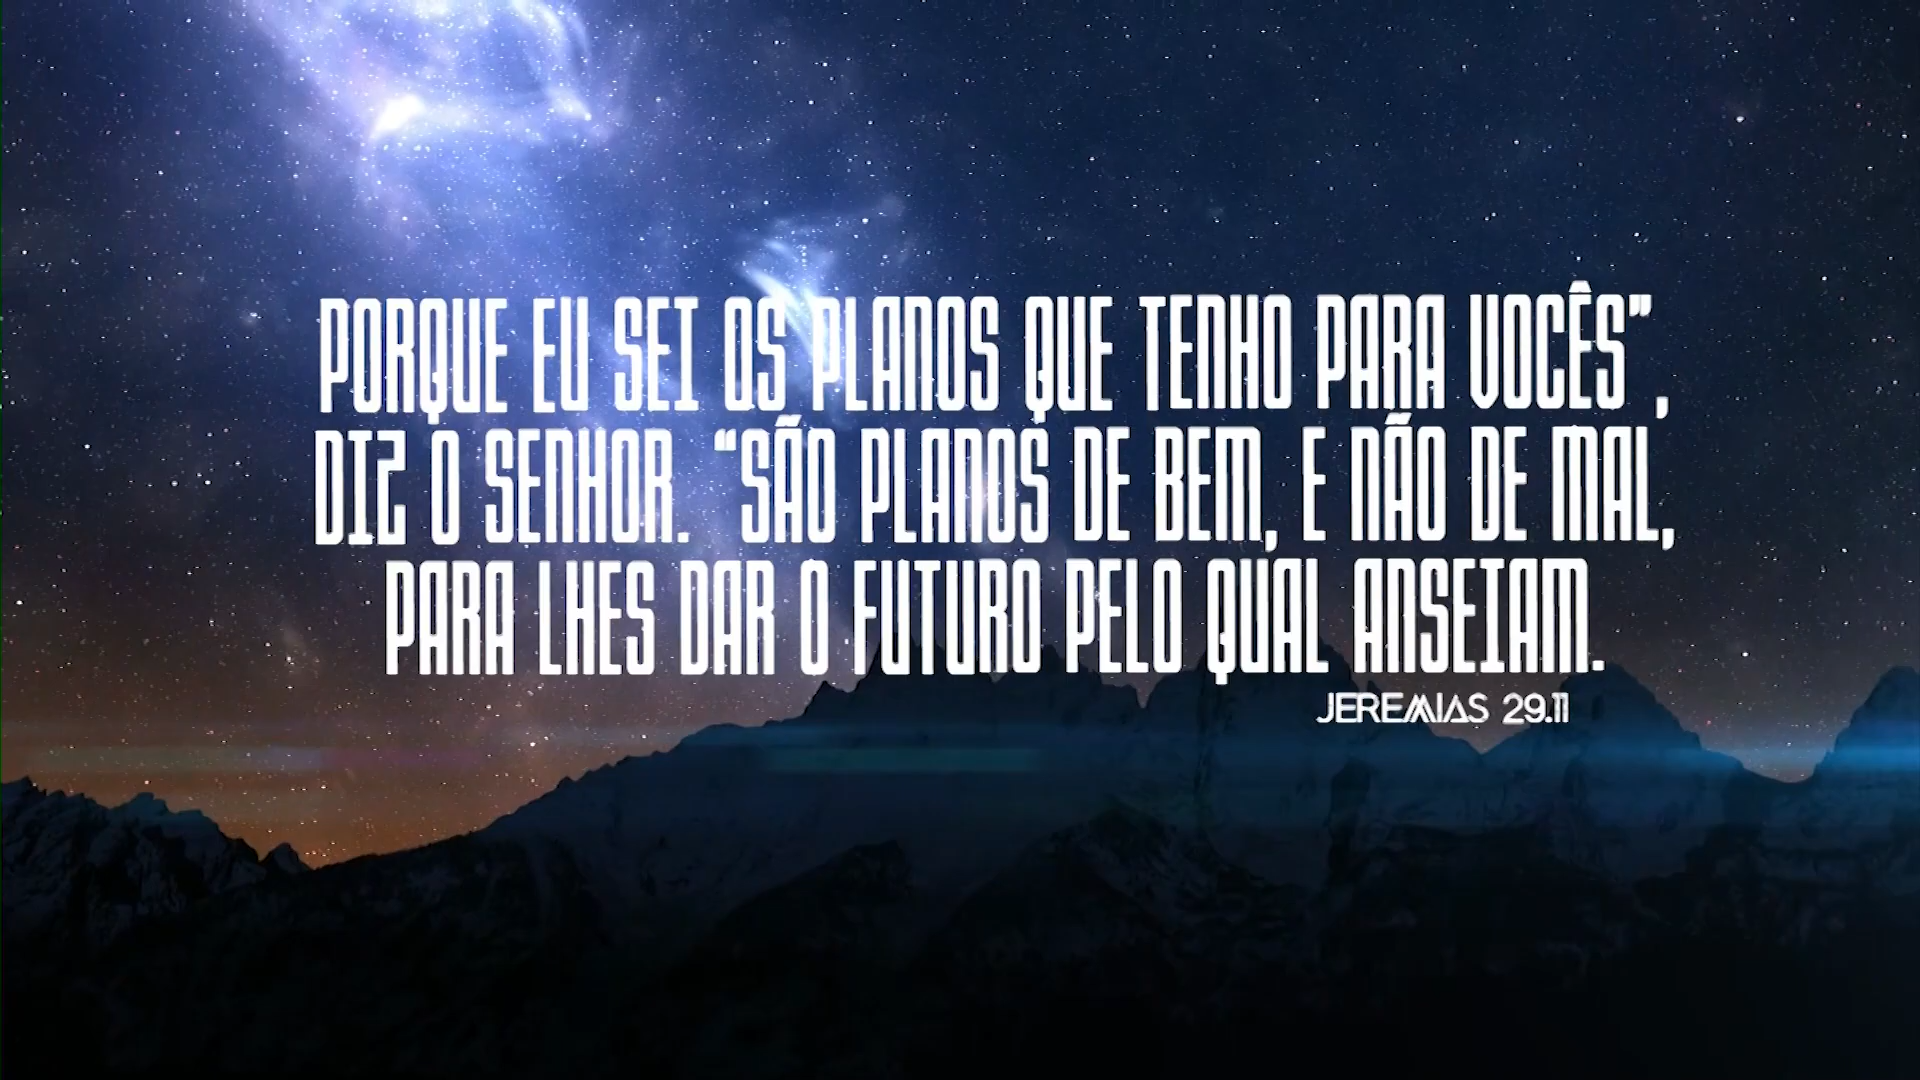 PORQUE EU SEI OS PLANOS QUE TENHO PARA VOCÊS”,
DIZ O SENHOR. “SÃO PLANOS DE BEM, E NÃO DE MAL,
PARA LHES DAR O FUTURO PELO QUAL ANSEIAM.
JEREMIAS 29.11